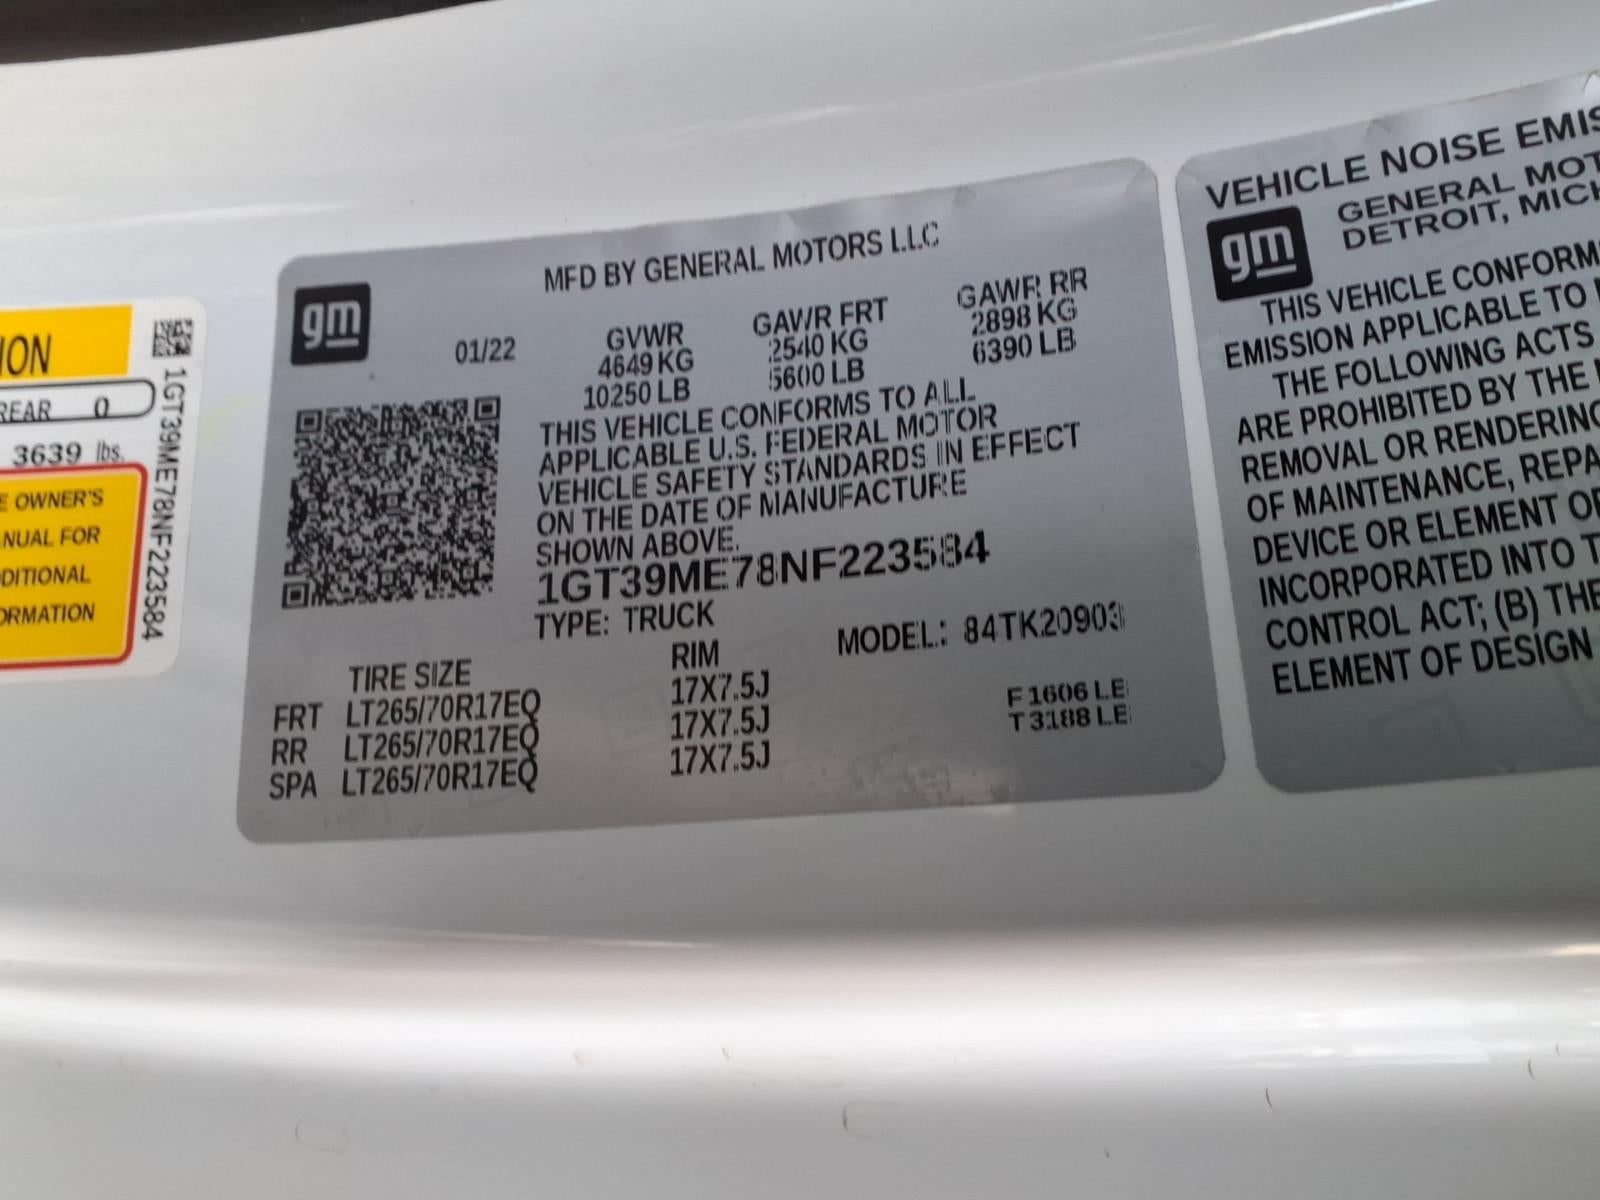 ION
REAR 0
3639 lbs.
E OWNER'S
NUAL FOR
DITIONAL
ORMATION
1GT39ME78NF223584
gm
MFD BY GENERAL MOTORS LLC
01/22
GVWR
4649 KG
10250 LB
GAWR FRT
2540 KG
5600 LB
GAWR RR
2898 KG
6390 LB
THIS VEHICLE CONFORMS TO ALL
APPLICABLE U.S. FEDERAL MOTOR
VEHICLE SAFETY STANDARDS IN EFFECT
ON THE DATE OF MANUFACTURE
SHOWN ABOVE.
1GT39ME78NF223584
TYPE: TRUCK
MODEL: 84TK20903
TIRE SIZE RIM
FRT LT265/70R17EQ 17X7.5J
RR LT265/70R17EQ 17X7.5J
SPA LT265/70R17EQ 17X7.5J
F 1606 LB
T 3188 LB
VEHICLE NOISE EMIS
gm
GENERAL MOT
DETROIT, MICH
THIS VEHICLE CONFORM
EMISSION APPLICABLE TO
THE FOLLOWING ACTS
ARE PROHIBITED BY THE
REMOVAL OR RENDERING
OF MAINTENANCE, REPA
DEVICE OR ELEMENT OF
INCORPORATED INTO T
CONTROL ACT; (B) THE
ELEMENT OF DESIGN